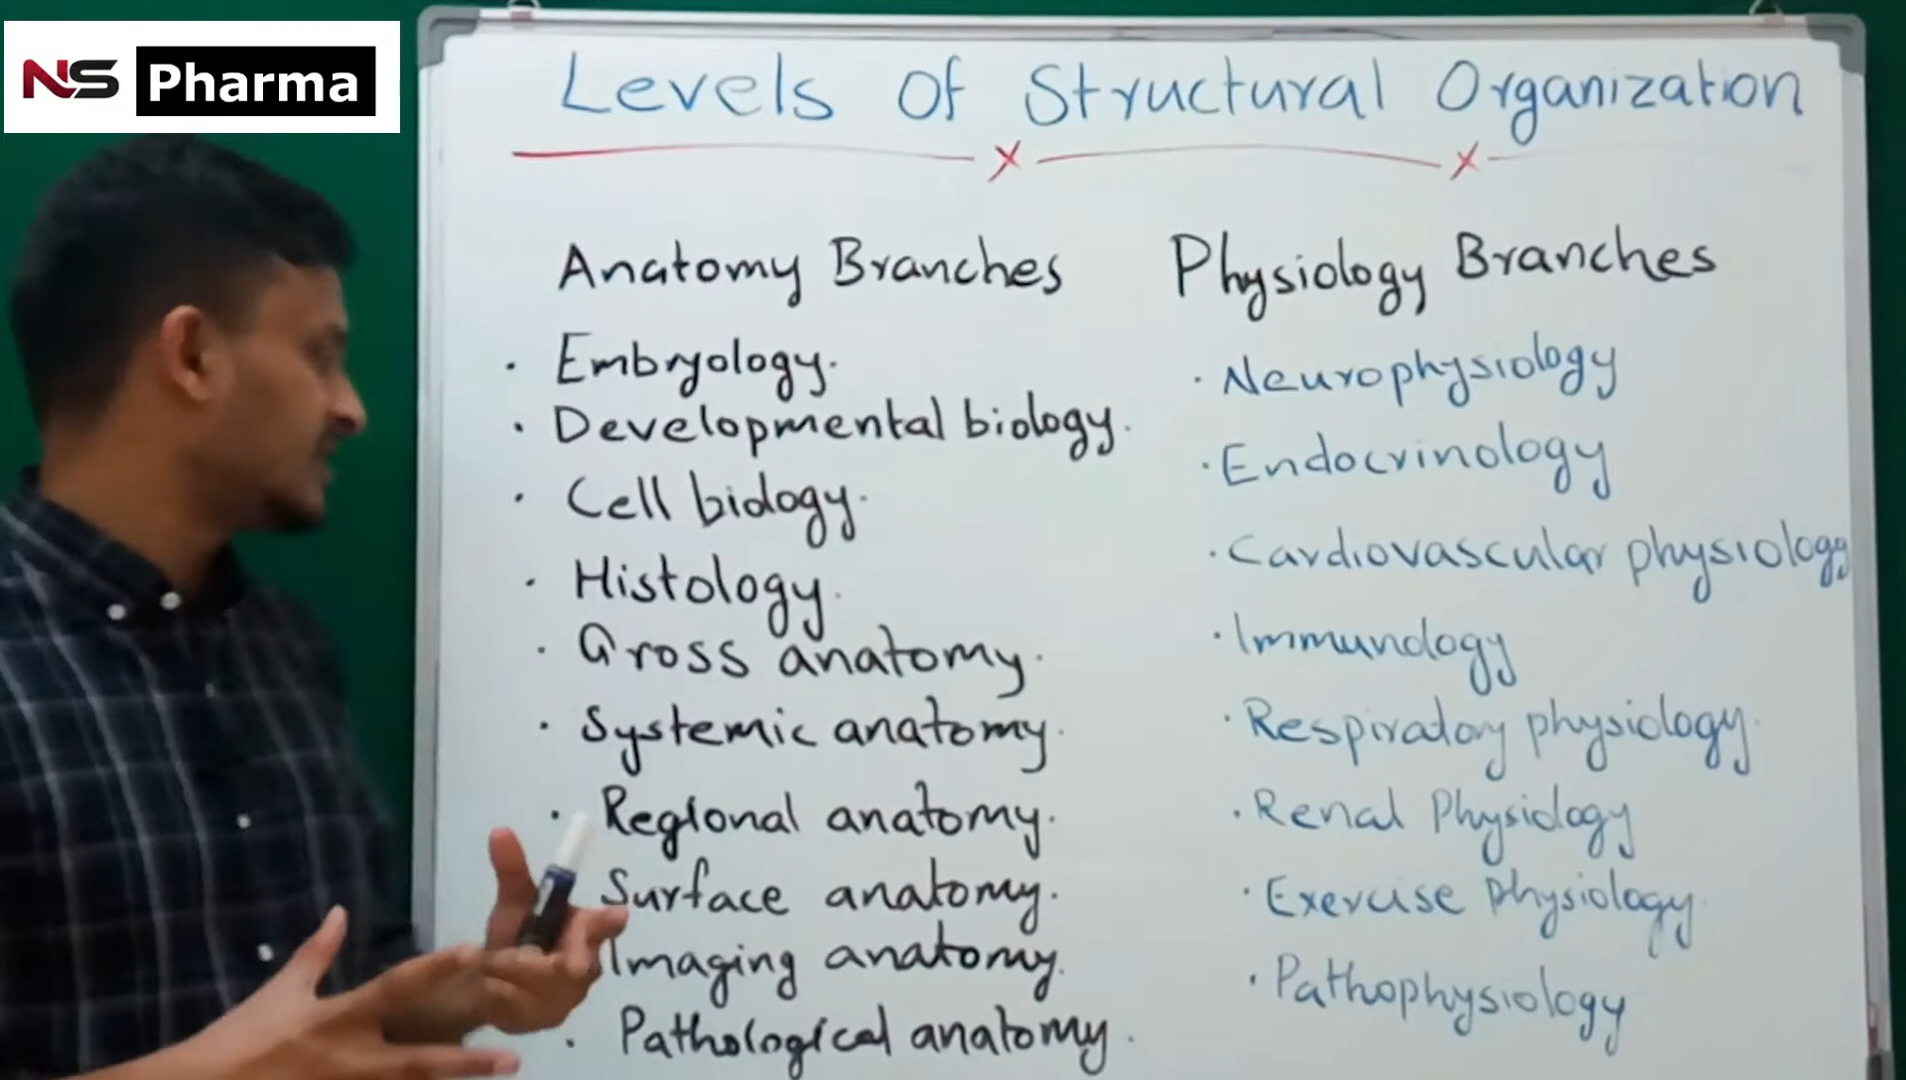 NS Pharma
Levels Of Structural Organization
Anatomy Branches
· Embryology.
· Developmental biology.
· Cell biology.
· Histology.
· Gross anatomy.
· Systemic anatomy.
· Regional anatomy.
Surface anatomy.
Imaging anatomy.
· Pathological anatomy.
Physiology Branches
· Neurophysiology
· Endocrinology
· Cardiovascular physiology
· Immunology
· Respiratory physiology.
· Renal Physiology
· Exercise physiology
· Pathophysiology